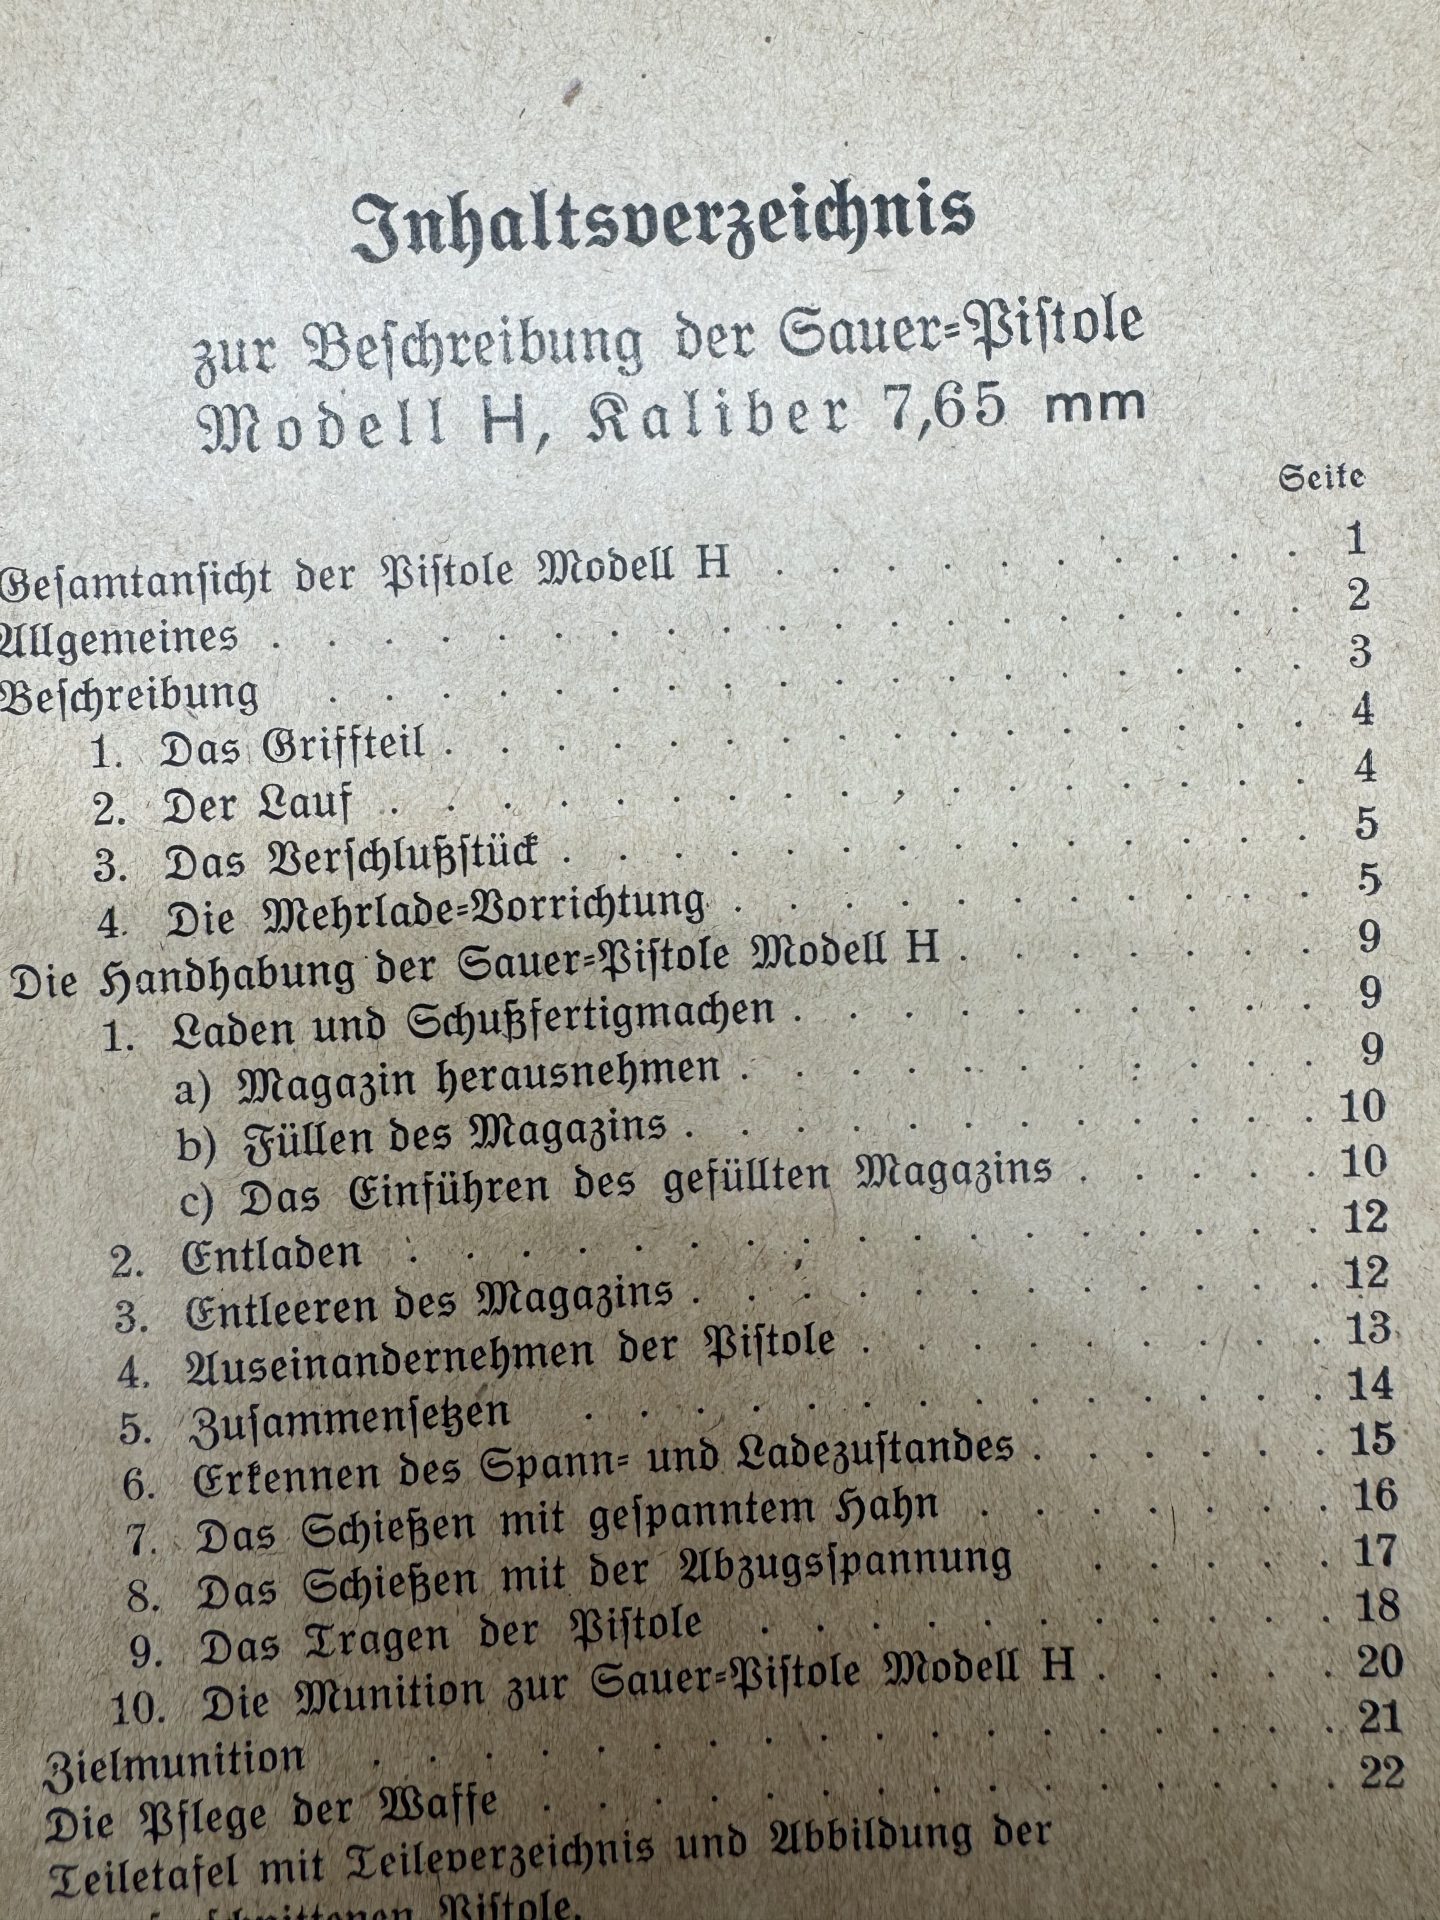 Inhaltsverzeichnis
zur Beſchreibung der Sauer=Piſtole
Modell H, Kaliber 7,65 mm
Seite
Geſamtanſicht der Piſtole Modell H . . . . . . . . . . 1
Allgemeines . . . . . . . . . . . . . . . . . . . 2
Beſchreibung . . . . . . . . . . . . . . . . . . 3
1. Das Griffteil . . . . . . . . . . . . . . . . 4
2. Der Lauf . . . . . . . . . . . . . . . . . 4
3. Das Verſchlußſtück . . . . . . . . . . . . . . 5
4. Die Mehrlade=Vorrichtung . . . . . . . . . . . 5
Die Handhabung der Sauer=Piſtole Modell H . . . . . . . 9
1. Laden und Schußfertigmachen . . . . . . . . . . 9
a) Magazin herausnehmen . . . . . . . . . . . 9
b) Füllen des Magazins . . . . . . . . . . . . 10
c) Das Einführen des gefüllten Magazins . . . . . 10
2. Entladen . . . . . . . . . . . . . . . . . 12
3. Entleeren des Magazins . . . . . . . . . . . . 12
4. Auseinandernehmen der Piſtole . . . . . . . . . 13
5. Zuſammenſetzen . . . . . . . . . . . . . . 14
6. Erkennen des Spann= und Ladezuſtandes . . . . . . 15
7. Das Schießen mit geſpanntem Hahn . . . . . . . 16
8. Das Schießen mit der Abzugsſpannung . . . . . 17
9. Das Tragen der Piſtole . . . . . . . . . . . 18
10. Die Munition zur Sauer=Piſtole Modell H . . . . . 20
Zielmunition . . . . . . . . . . . . . . . . . . 21
Die Pflege der Waffe . . . . . . . . . . . . . . . 22
Teiletafel mit Teileverzeichnis und Abbildung der
Piſtole.